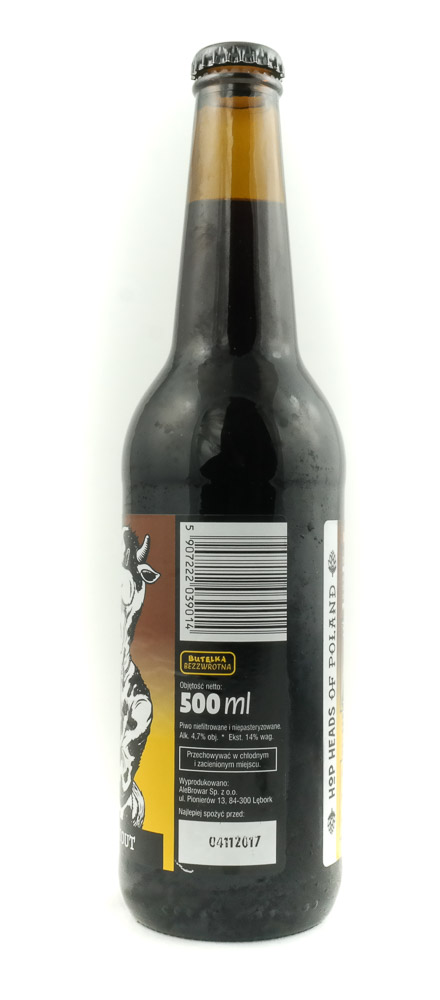 5 907222 039014
BUTELKA
BEZZWROTNA
Objętość netto:
500 ml
Piwo niefiltrowane i niepasteryzowane.
Alk. 4,7% obj. * Ekst. 14% wag.
Przechowywać w chłodnym
i zacienionym miejscu.
Wyprodukowano:
AleBrowar Sp. z o.o.
ul. Pionierów 13, 84-300 Lębork
Najlepiej spożyć przed:
04112017
OUT
HOP HEADS OF POLAND